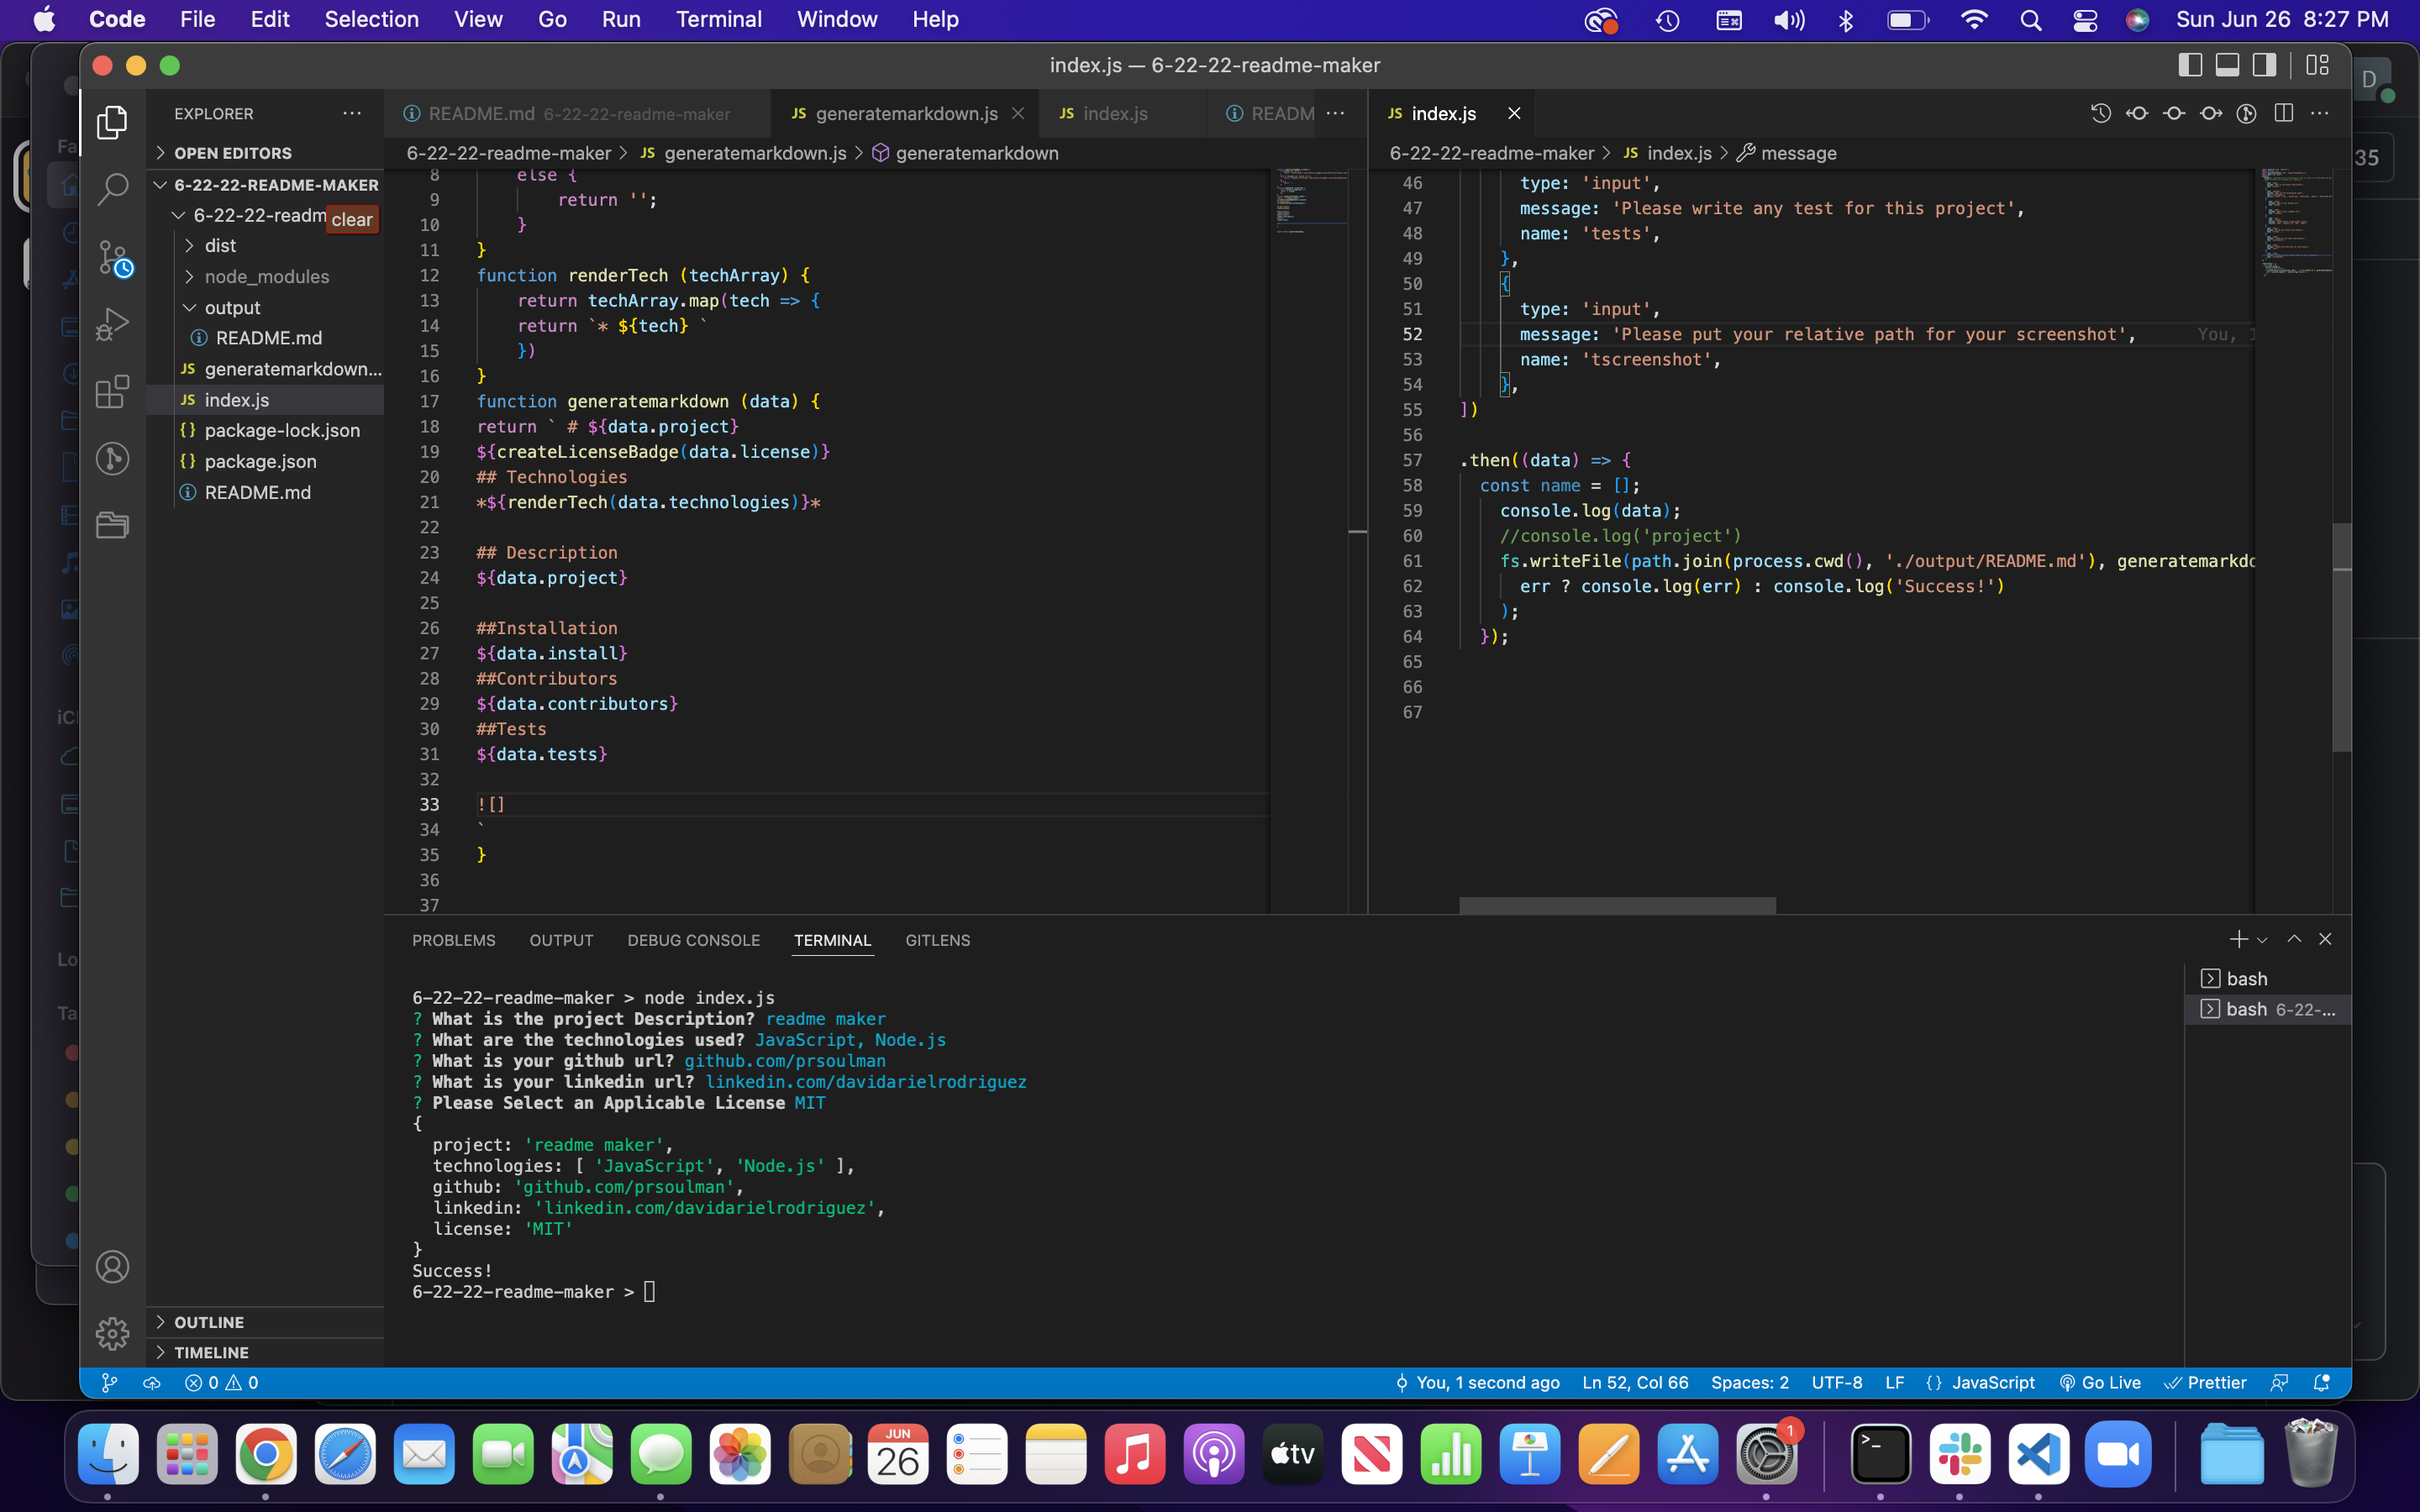 Code File Edit Selection View Go Run Terminal Window Help Sun Jun 26 8:27 PM
index.js — 6-22-22-readme-maker
EXPLORER
OPEN EDITORS
6-22-22-README-MAKER
6-22-22-readm
clear
dist
node_modules
output
README.md
JS generatemarkdown...
JS index.js
{} package-lock.json
{} package.json
README.md
OUTLINE
TIMELINE
README.md 6-22-22-readme-maker JS generatemarkdown.js JS index.js READM ...
6-22-22-readme-maker > JS generatemarkdown.js > generatemarkdown
8 else {
9 return '';
10 }
11 }
12 function renderTech (techArray) {
13 return techArray.map(tech => {
14 return `* ${tech} `
15 })
16 }
17 function generatemarkdown (data) {
18 return ` # ${data.project}
19 ${createLicenseBadge(data.license)}
20 ## Technologies
21 *${renderTech(data.technologies)}*
22
23 ## Description
24 ${data.project}
25
26 ##Installation
27 ${data.install}
28 ##Contributors
29 ${data.contributors}
30 ##Tests
31 ${data.tests}
32
33 ![]
34 `
35 }
36
37
JS index.js
6-22-22-readme-maker > JS index.js > message
46 type: 'input',
47 message: 'Please write any test for this project',
48 name: 'tests',
49 },
50 {
51 type: 'input',
52 message: 'Please put your relative path for your screenshot', You, 1
53 name: 'tscreenshot',
54 },
55 ])
56
57 .then((data) => {
58 const name = [];
59 console.log(data);
60 //console.log('project')
61 fs.writeFile(path.join(process.cwd(), './output/README.md'), generatemarkdo
62 err ? console.log(err) : console.log('Success!')
63 );
64 });
65
66
67
PROBLEMS OUTPUT DEBUG CONSOLE TERMINAL GITLENS
6-22-22-readme-maker > node index.js
? What is the project Description? readme maker
? What are the technologies used? JavaScript, Node.js
? What is your github url? github.com/prsoulman
? What is your linkedin url? linkedin.com/davidarielrodriguez
? Please Select an Applicable License MIT
{
project: 'readme maker',
technologies: [ 'JavaScript', 'Node.js' ],
github: 'github.com/prsoulman',
linkedin: 'linkedin.com/davidarielrodriguez',
license: 'MIT'
}
Success!
6-22-22-readme-maker >
bash
bash 6-22-...
0 0 You, 1 second ago Ln 52, Col 66 Spaces: 2 UTF-8 LF {} JavaScript Go Live Prettier
Fa
iCl
Lo
Ta
D
35
JUN
26
tv
1